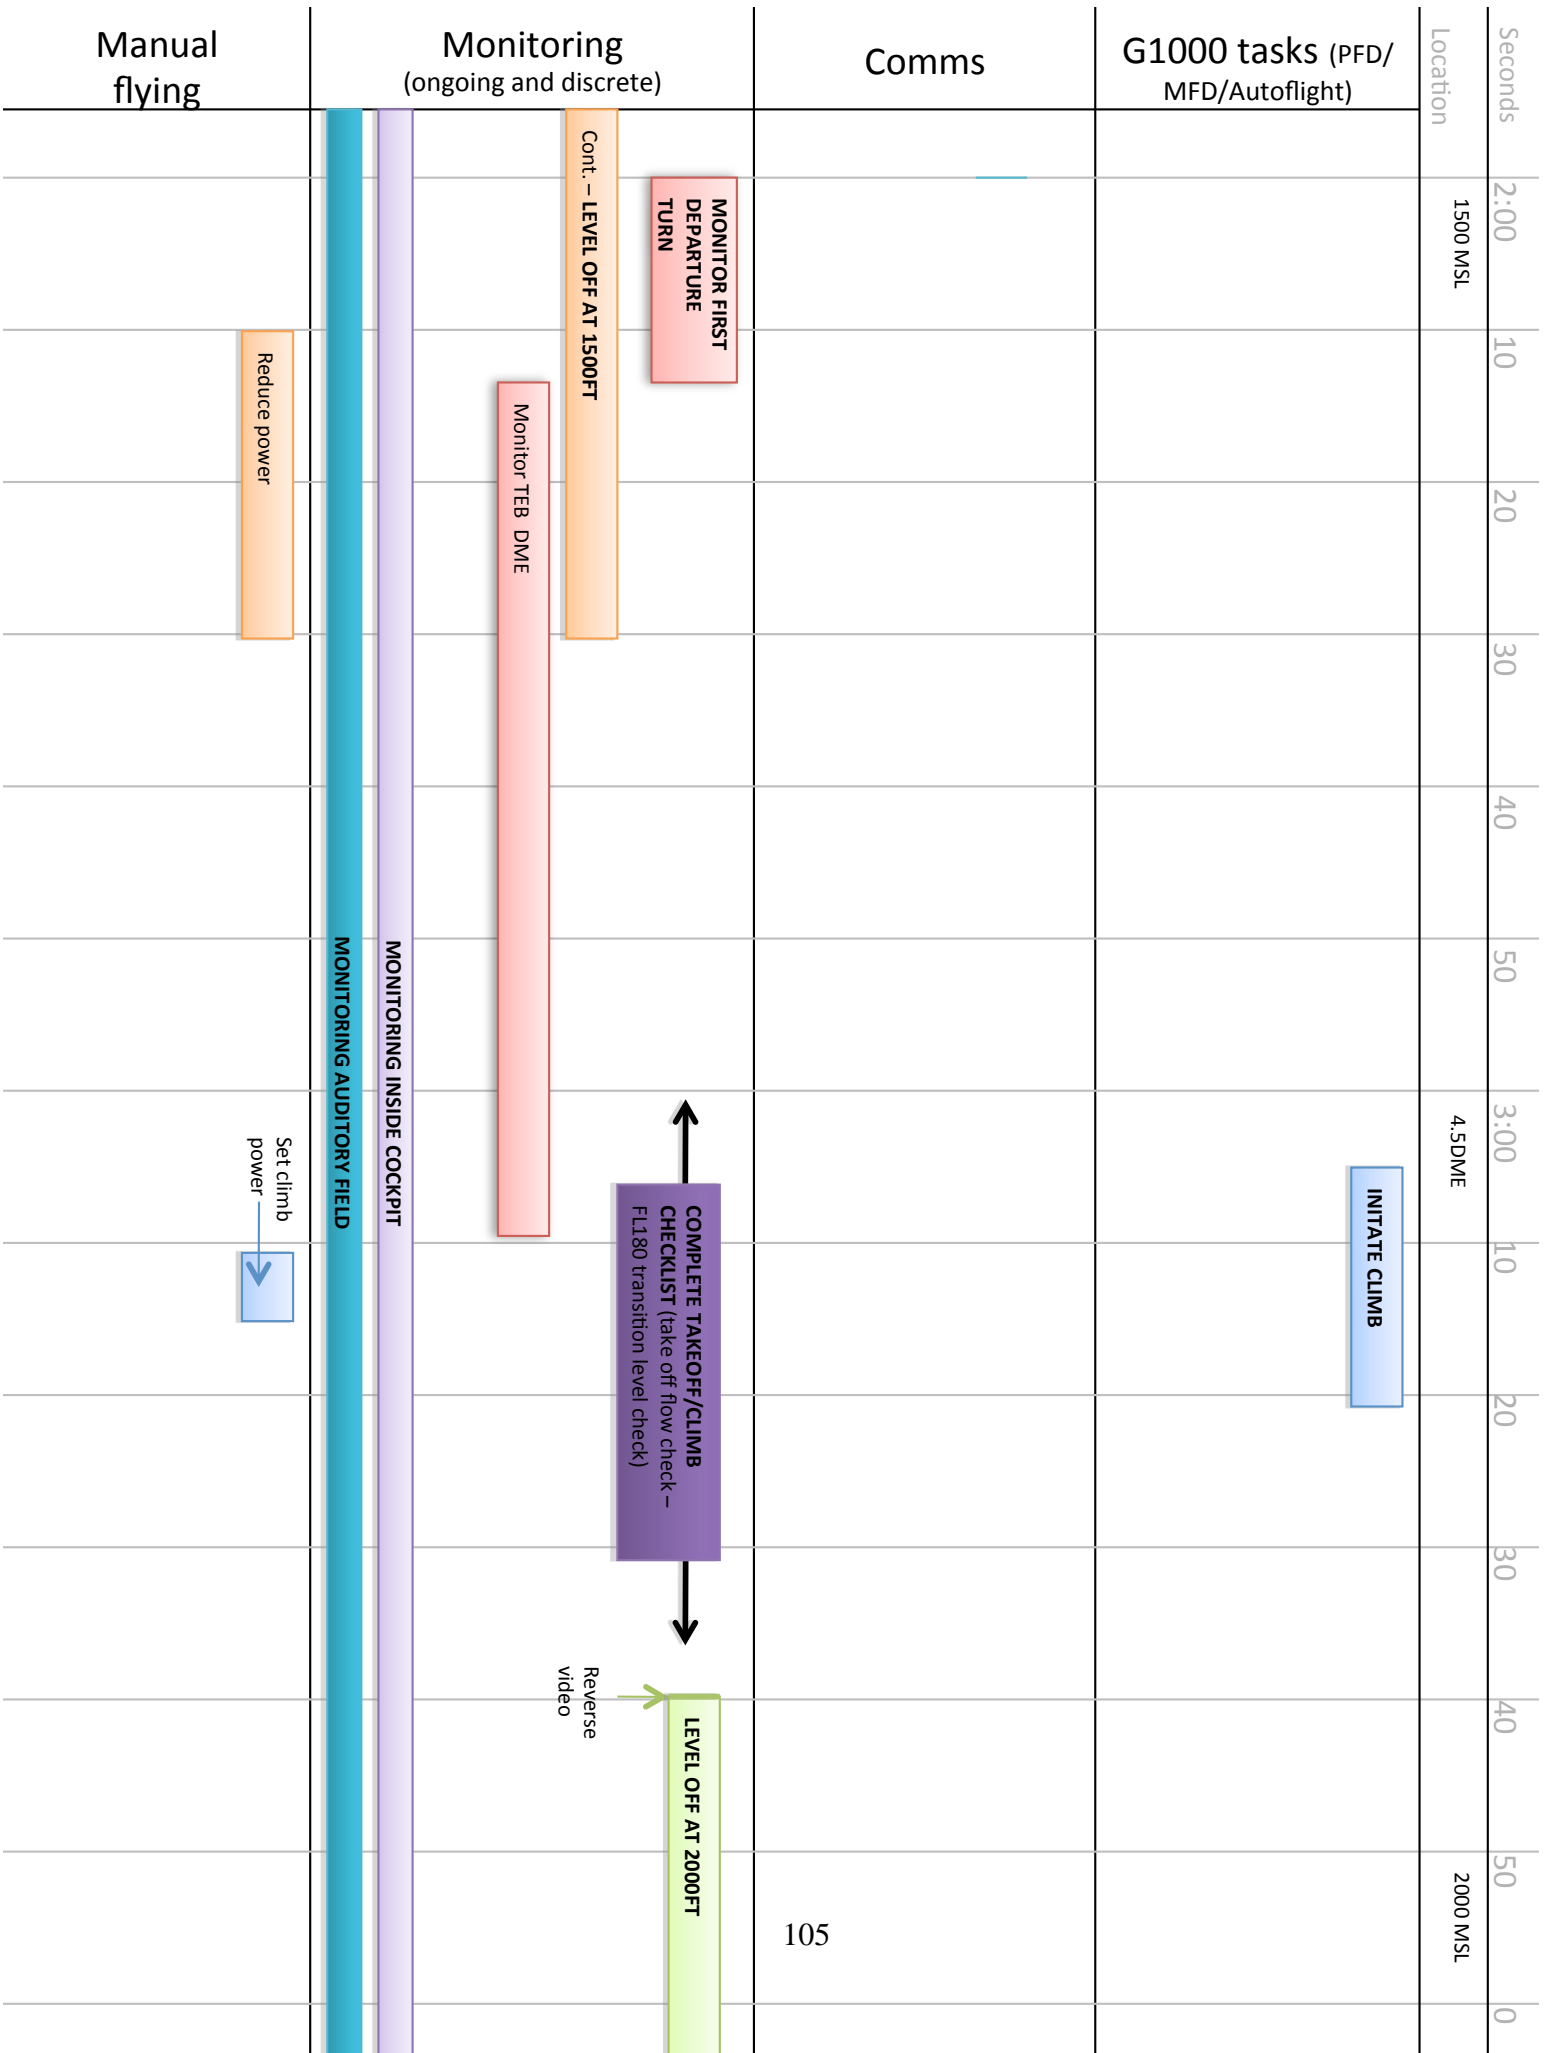 Manual
flying
Monitoring
(ongoing and discrete)
Comms
G1000 tasks (PFD/
MFD/Autoflight)
Location
Seconds
2:00
10
20
30
40
50
3:00
10
20
30
40
50
0
1500 MSL
4.5DME
2000 MSL
INITATE CLIMB
MONITOR FIRST
DEPARTURE
TURN
Cont. – LEVEL OFF AT 1500FT
Monitor TEB DME
COMPLETE TAKEOFF/CLIMB
CHECKLIST (take off flow check –
FL180 transition level check)
Reverse
video
LEVEL OFF AT 2000FT
MONITORING INSIDE COCKPIT
MONITORING AUDITORY FIELD
Reduce power
Set climb
power
105